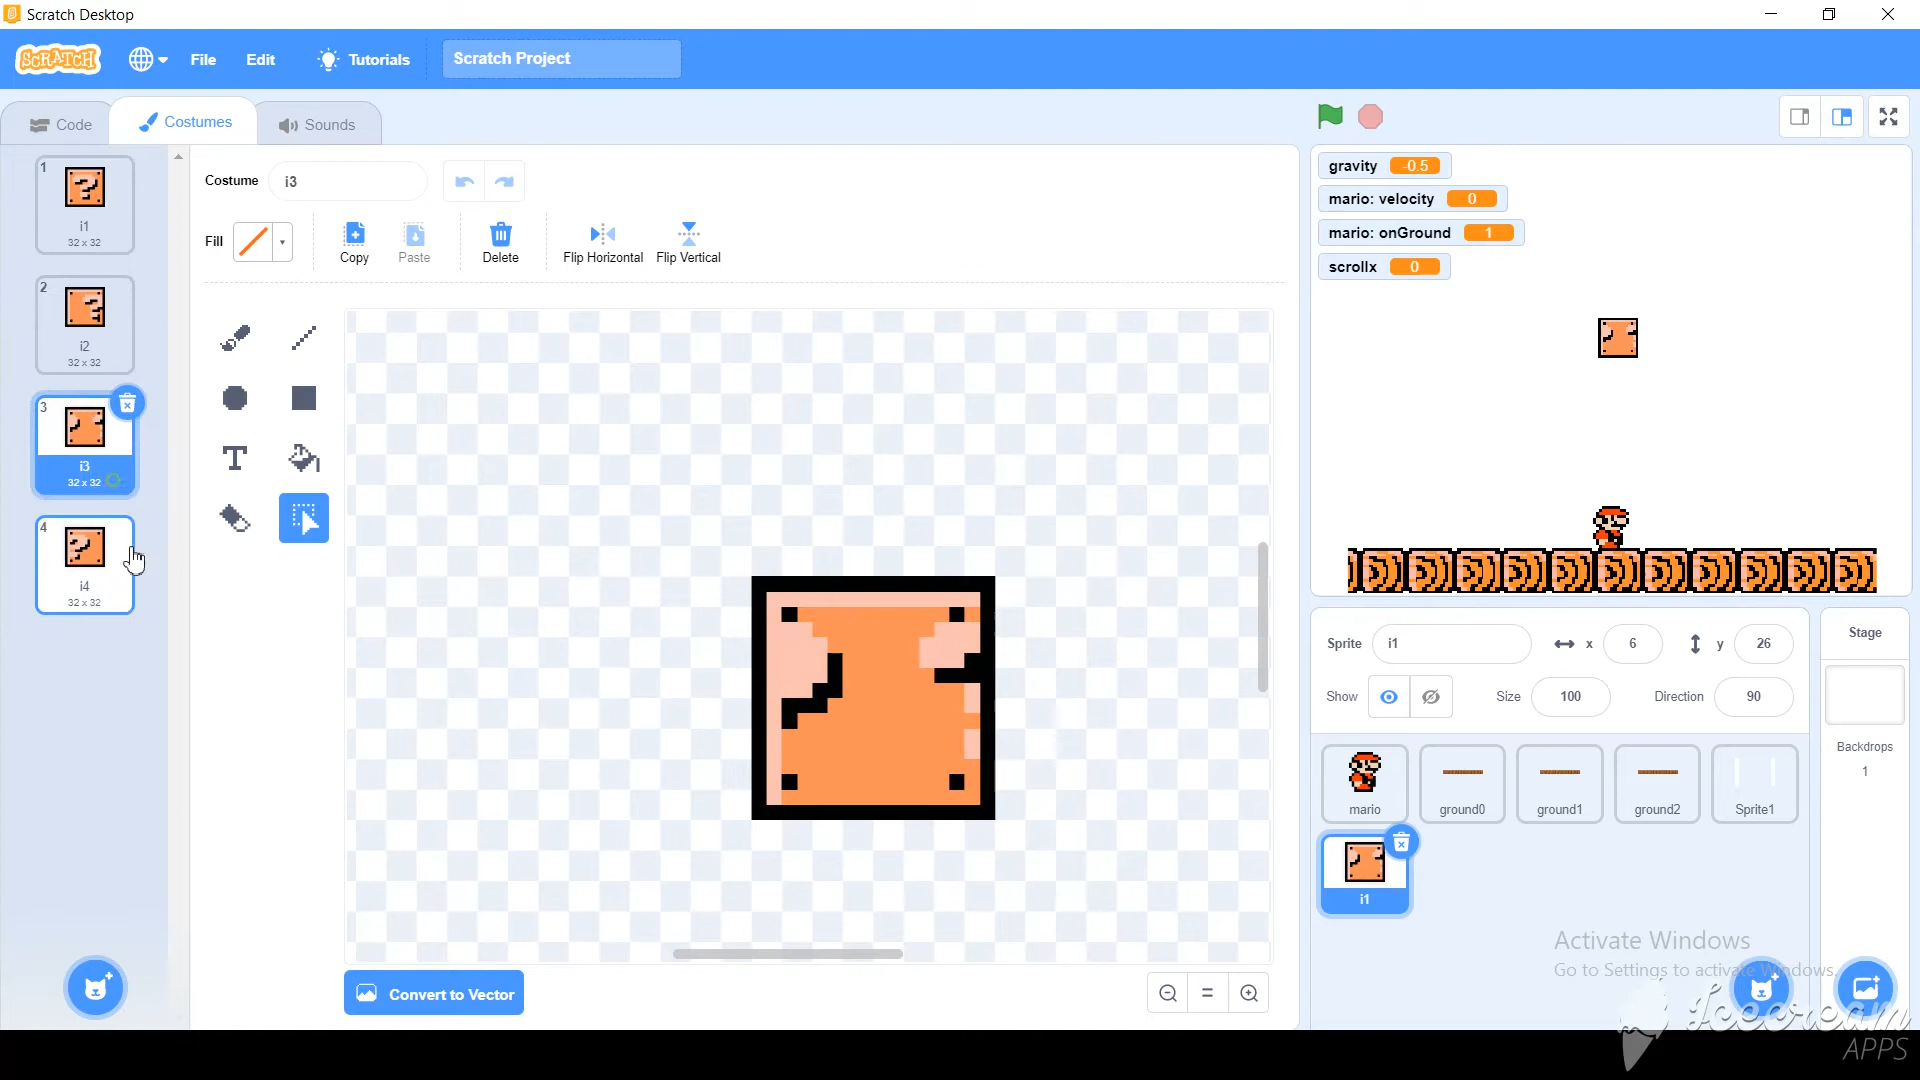 Scratch Desktop
SCRATCH File Edit Tutorials Scratch Project
Code Costumes Sounds
1
i1
32 x 32
2
i2
32 x 32
3
i3
32 x 32
4
i4
32 x 32
Costume i3
Fill Copy Paste Delete Flip Horizontal Flip Vertical
T
Convert to Vector
gravity -0.5
mario: velocity 0
mario: onGround 1
scrollx 0
Sprite i1 x 6 y 26
Show Size 100 Direction 90
mario ground0 ground1 ground2 Sprite1
i1
Stage
Backdrops
1
Activate Windows
Go to Settings to activate Windows.
Icecream
APPS